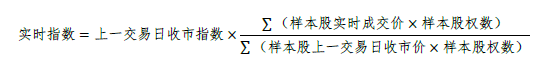 实时指数 = 上一交易日收市指数 × ∑（样本股实时成交价 × 样本股权数） / ∑（样本股上一交易日收市价 × 样本股权数）